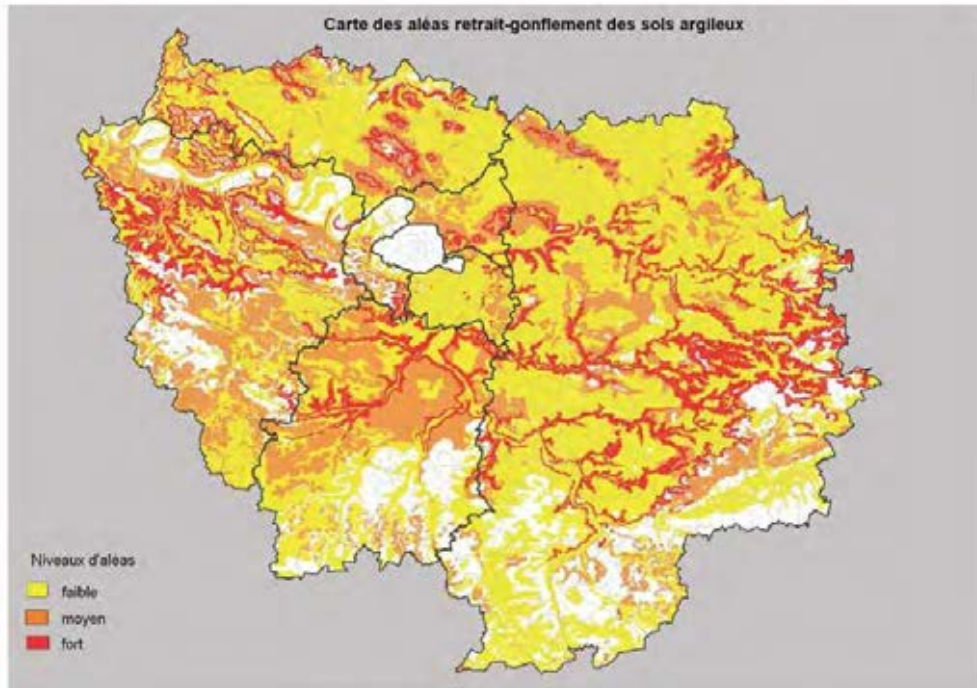 Carte des aléas retrait-gonflement des sols argileux
Niveaux d'aléas
faible
moyen
fort